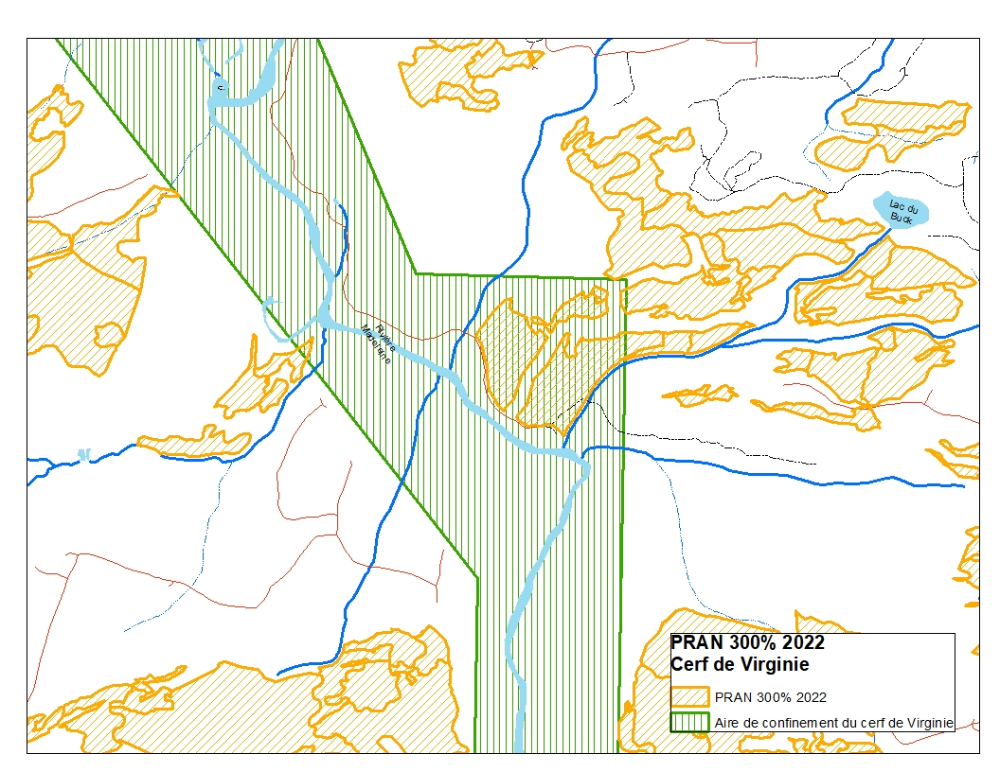 Lac du
Buck
Rivière
Madeleine
PRAN 300% 2022
Cerf de Virginie
PRAN 300% 2022
Aire de confinement du cerf de Virginie